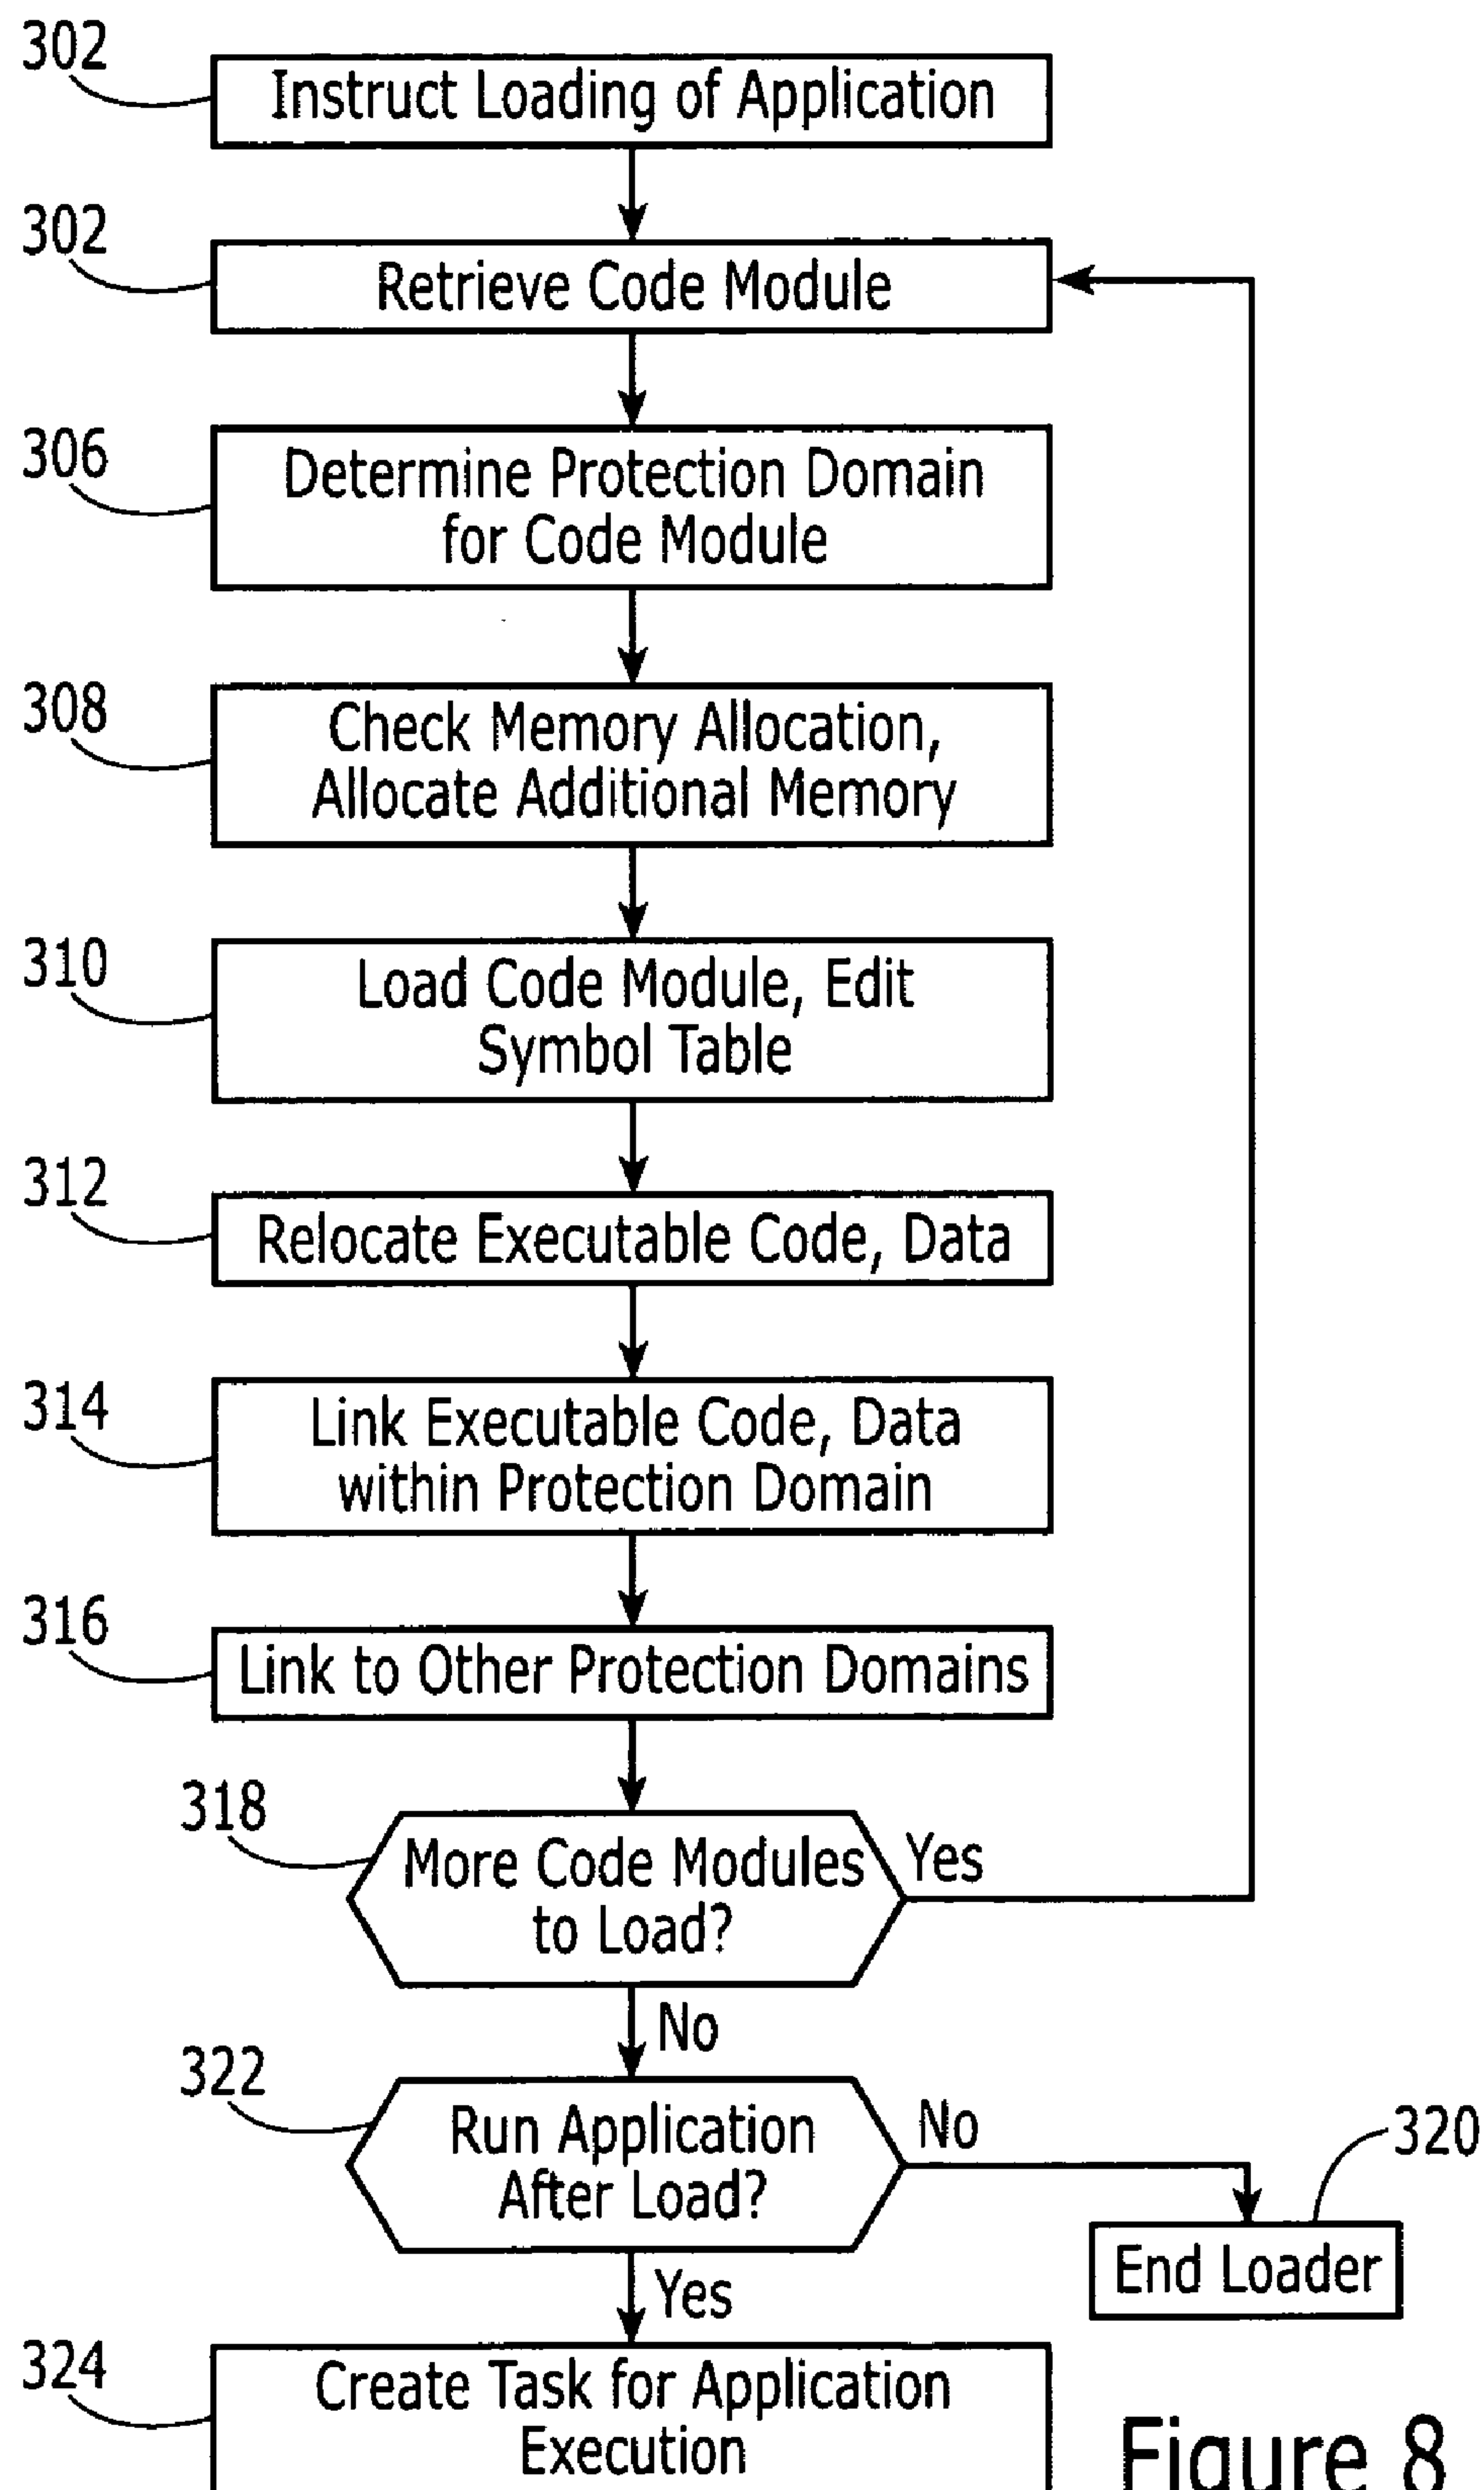 302
Instruct Loading of Application
302
Retrieve Code Module
306
Determine Protection Domain
for Code Module
308
Check Memory Allocation,
Allocate Additional Memory
310
Load Code Module, Edit
Symbol Table
312
Relocate Executable Code, Data
314
Link Executable Code, Data
within Protection Domain
316
Link to Other Protection Domains
318
More Code Modules
to Load?
Yes
No
322
Run Application
After Load?
No
320
End Loader
Yes
324
Create Task for Application
Execution
Figure 8